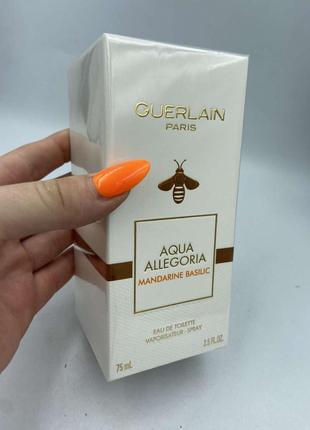 GUERLAIN
PARIS
AQUA
ALLEGORIA
MANDARINE BASILIC
EAU DE TOILETTE
VAPORISATEUR - SPRAY
75 mL 2.5 FL.OZ.